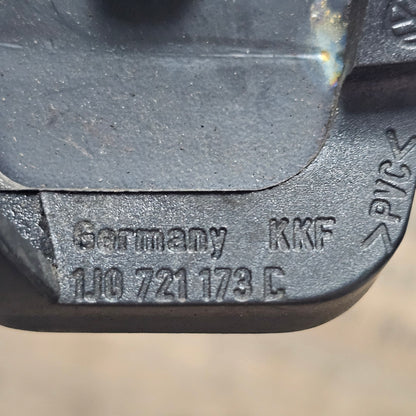 Germany KKF
1J0 721 173 C
>PVC<